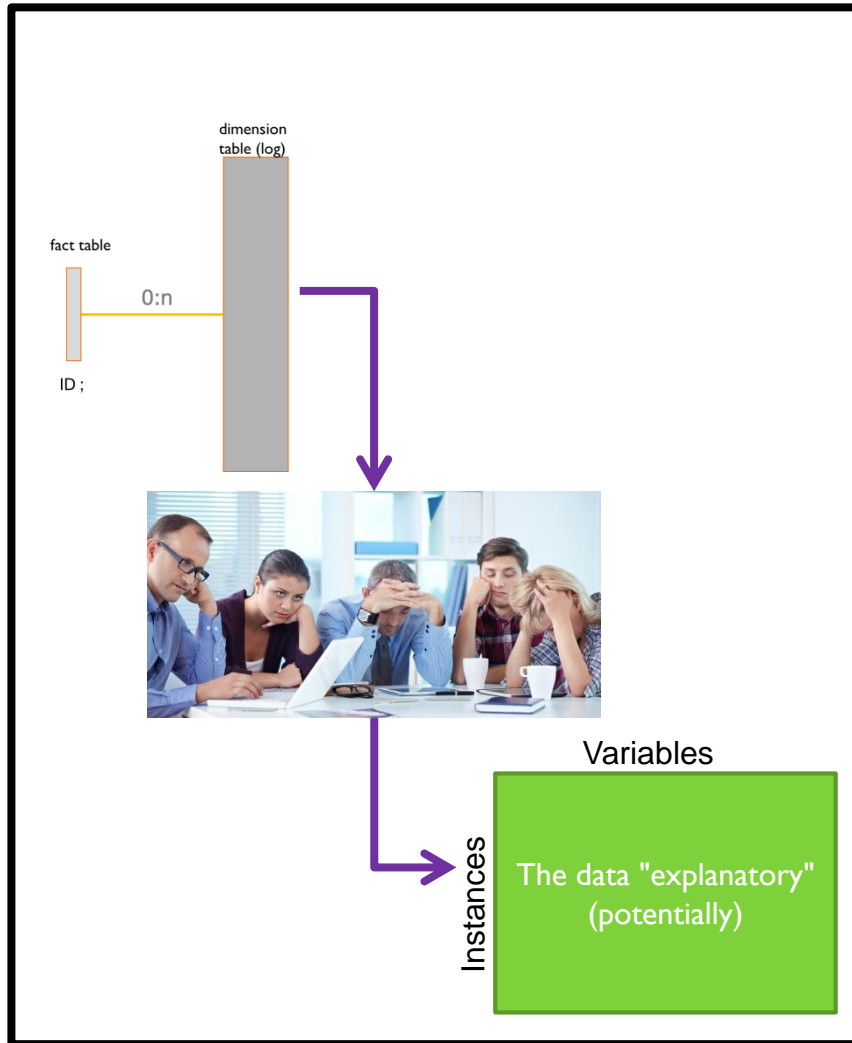 dimension
table (log)
fact table
0:n
ID ;
Variables
Instances
The data "explanatory"
(potentially)